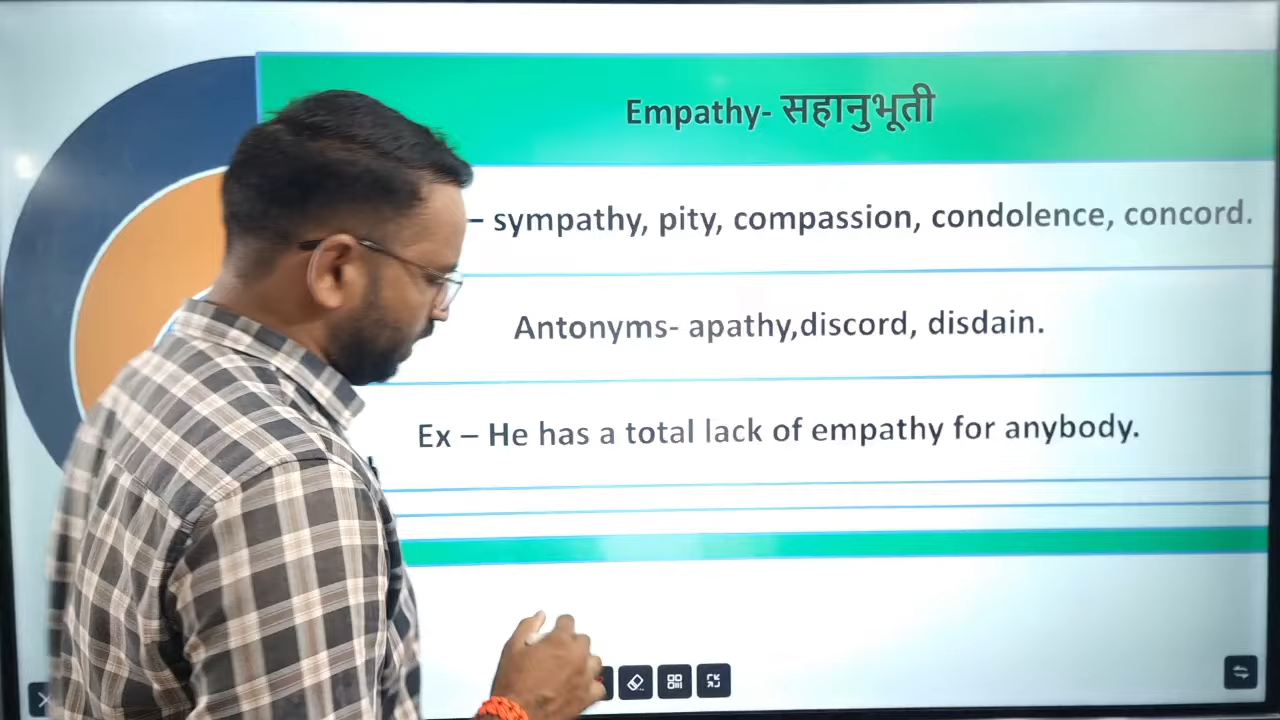 Empathy- सहानुभूती
– sympathy, pity, compassion, condolence, concord.
Antonyms- apathy,discord, disdain.
Ex – He has a total lack of empathy for anybody.